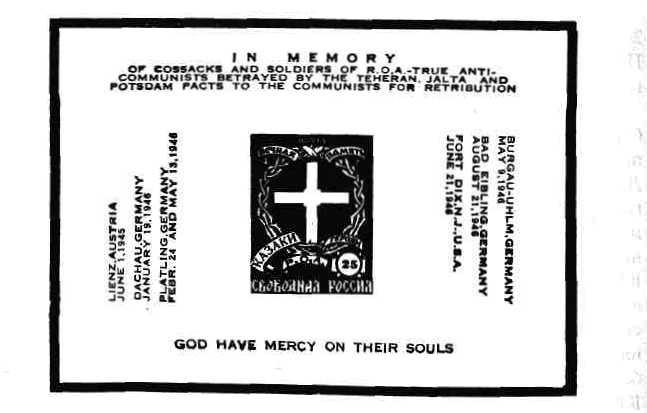 IN MEMORY
OF COSSACKS AND SOLDIERS OF R.O.A.-TRUE ANTI-
COMMUNISTS BETRAYED BY THE TEHERAN, JALTA AND
POTSDAM PACTS TO THE COMMUNISTS FOR RETRIBUTION
LIENZ,AUSTRIA
JUNE 1,1945
DACHAU,GERMANY
JANUARY 19,1946
PLATLING,GERMANY
FEBR. 24 AND MAY 13,1946
ВѢЧНАЯ ПАМЯТЬ
КАЗАКИ
Р.О.А.
25
СВОБОДНАЯ РОССИЯ
BURGAU-UHLM,GERMANY
MAY 9,1946
BAD EIBLING,GERMANY
AUGUST 21,1946
FORT DIX,N.J.,U.S.A.
JUNE 21,1946
GOD HAVE MERCY ON THEIR SOULS